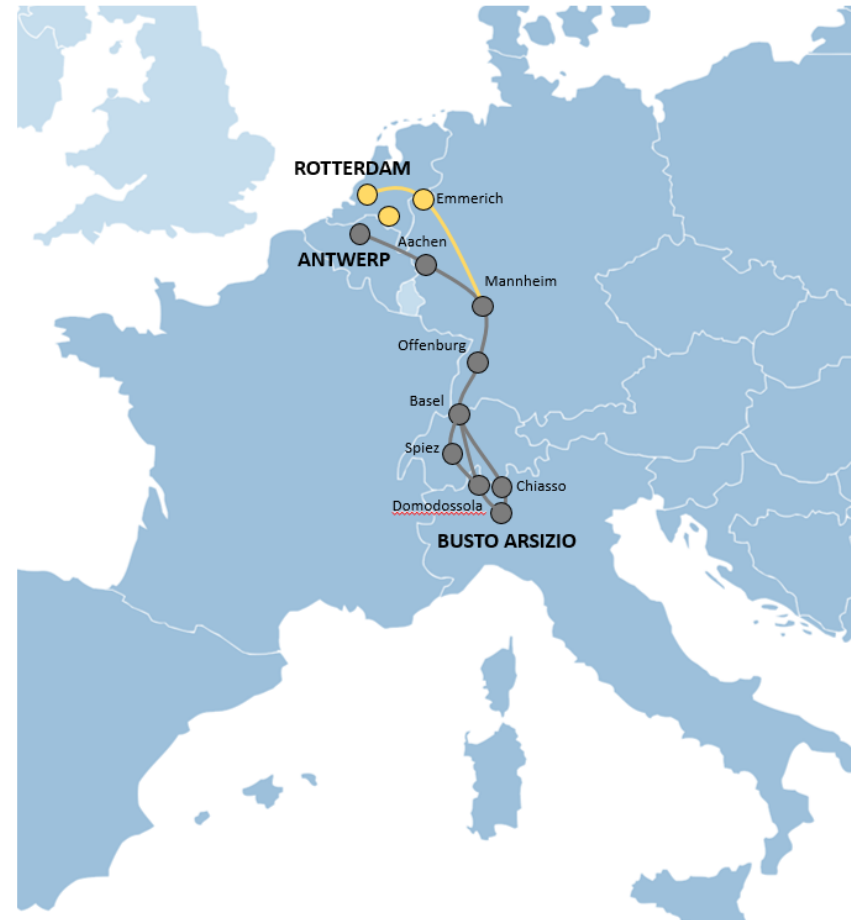 ROTTERDAM
Emmerich
Aachen
ANTWERP
Mannheim
Offenburg
Basel
Spiez
Chiasso
Domodossola
BUSTO ARSIZIO